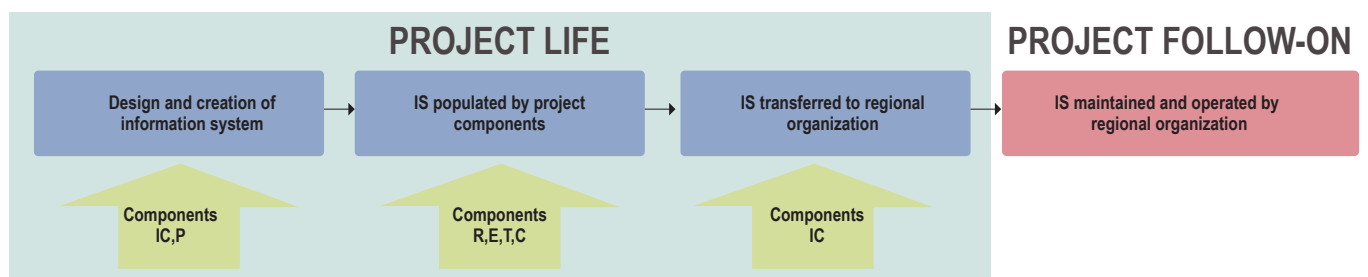 PROJECT LIFE
PROJECT FOLLOW-ON
Design and creation of
information system
IS populated by project
components
IS transferred to regional
organization
IS maintained and operated by
regional organization
Components
IC,P
Components
R,E,T,C
Components
IC